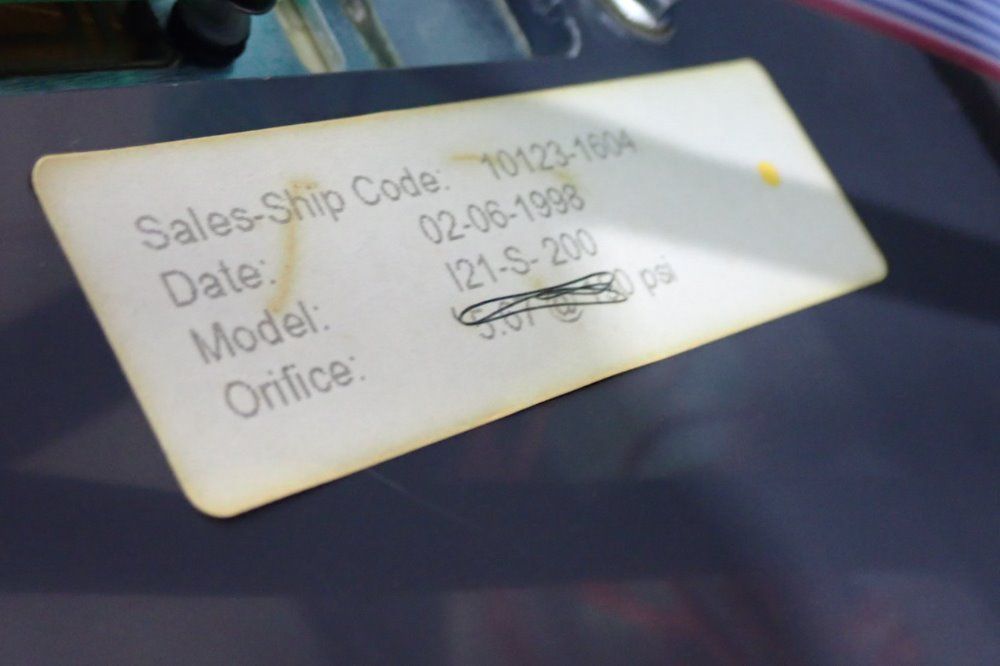 Sales-Ship Code: 10123-1604
Date: 02-06-1998
Model: I21-S- 200
Orifice: @ psi